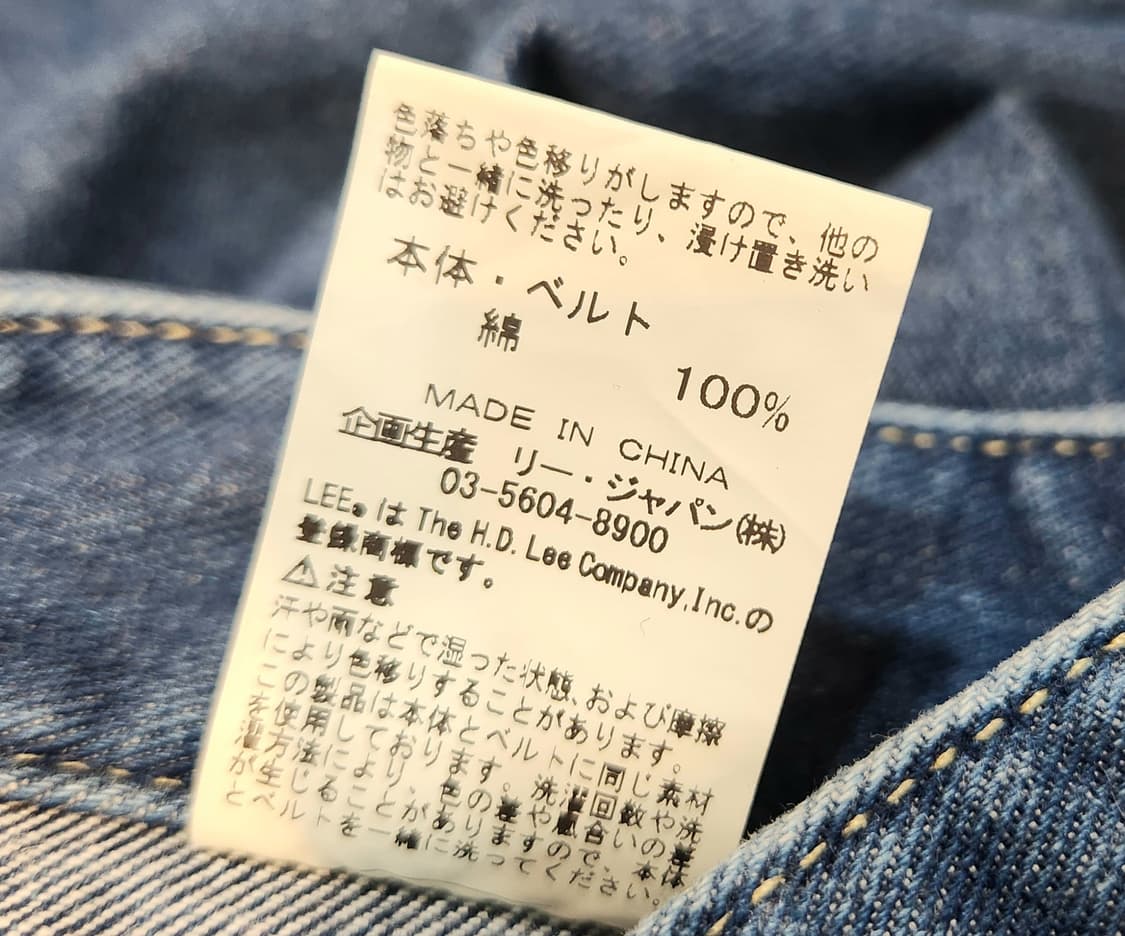 色落ちや色移りがしますので、他の
物と一緒に洗ったり、浸け置き洗い
はお避けください。
本体・ベルト
綿
100%
MADE IN CHINA
企画生産 リー・ジャパン(株)
03-5604-8900
LEE®は The H.D. Lee Company,Inc.の
登録商標です。
⚠注意
汗や雨などで湿った状態、および摩擦
により色移りすることがあります。
この製品は本体とベルトに同じ素材
を使用しております。洗濯回数や洗
濯方法により、色の差や風合いの差
が生じることがありますので、本体
とベルトを一緒に洗ってください。